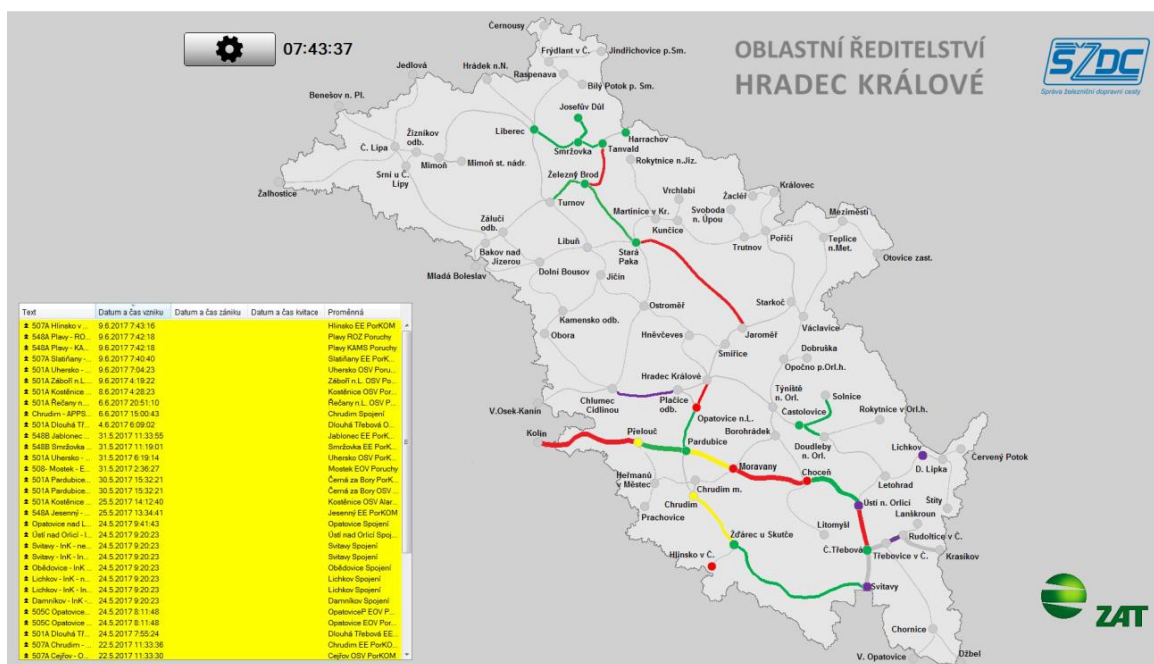 07:43:37
OBLASTNÍ ŘEDITELSTVÍ
HRADEC KRÁLOVÉ
SŽDC
Správa železniční dopravní cesty
Černousy
Frýdlant v Č.
Jindřichovice p.Sm.
Jedlová
Hrádek n.N.
Raspenava
Bílý Potok p. Sm.
Benešov n. Pl.
Josefův Důl
Liberec
Harrachov
Žizníkov
odb.
Smržovka
Tanvald
Č. Lípa
Mimoň
Mimoň st. nádr.
Rokytnice n.Jiz.
Srní u Č.
Lípy
Železný Brod
Žalhostice
Vrchlabí
Žacléř
Královec
Turnov
Martinice v Kr.
Kunčice
Svoboda
n. Úpou
Meziměstí
Zálučí
odb.
Libuň
Stará
Paka
Trutnov
Poříčí
Teplice
n.Met.
Bakov nad
Jizerou
Otovice zast.
Mladá Boleslav
Dolní Bousov
Jičín
Ostroměř
Starkoč
Kamensko odb.
Václavice
Obora
Hněvčeves
Jaroměř
Smiřice
Dobruška
Opočno p.Orl.h.
Hradec Králové
Týniště
n. Orl.
Solnice
Chlumec
Cidlinou
Plačice
odb.
V.Osek-Kanín
Opatovice n.L.
Častolovice
Rokytnice v Orl.h.
Kolín
Přelouč
Pardubice
Borohrádek
Doudleby
n. Orl.
Lichkov
Červený Potok
D. Lipka
Moravany
Choceň
Heřmanů
v Městec
Chrudim m.
Letohrad
Štíty
Chrudim
Ústí n. Orlicí
Lanškroun
Prachovice
Litomyšl
Rudoltice v Č.
Žďárec u Skutče
Č.Třebová
Třebovice v Č.
Krasíkov
Hlinsko v Č.
Svitavy
Chornice
V. Opatovice
Džbel
ZAT
Text Datum a čas vzniku Datum a čas zániku Datum a čas kvitace Proměnná
507A Hlinsko v ... 9.6.2017 7:43:16 Hlinsko EE PorKOM
548A Plavy - RO... 9.6.2017 7:42:18 Plavy ROZ Poruchy
548A Plavy - KA... 9.6.2017 7:42:18 Plavy KAMS Poruchy
507A Slatiňany -... 9.6.2017 7:40:40 Slatiňany EE PorK...
501A Uhersko -... 9.6.2017 7:04:23 Uhersko OSV Poru...
501A Záboří n.L... 9.6.2017 4:19:22 Záboří n.L. OSV Po...
501A Kostěnice ... 8.6.2017 4:28:23 Kostěnice OSV Por...
501A Řečany n... 6.6.2017 20:51:10 Řečany n.L. OSV P...
Chrudim - APPS... 6.6.2017 15:00:43 Chrudim Spojení
501A Dlouhá Tř... 4.6.2017 6:09:02 Dlouhá Třebová O...
548B Jablonec ... 31.5.2017 11:33:55 Jablonec EE PorK...
548B Smržovka ... 31.5.2017 11:19:01 Smržovka EE PorK...
501A Uhersko - ... 31.5.2017 6:19:14 Uhersko OSV PorK...
508- Mostek - E... 31.5.2017 2:36:27 Mostek EOV Poruchy
501A Pardubice... 30.5.2017 15:32:21 Černá za Bory PorK...
501A Pardubice... 30.5.2017 15:32:21 Černá za Bory OSV ...
501A Kostěnice ... 25.5.2017 14:12:40 Kostěnice OSV Alar...
548A Jesenný - ... 25.5.2017 13:34:41 Jesenný EE PorKOM
Opatovice nad L... 24.5.2017 9:41:43 Opatovice Spojení
Ústí nad Orlicí - I... 24.5.2017 9:20:23 Ústí nad Orlicí Spoj...
Svitavy - InK - ne... 24.5.2017 9:20:23 Svitavy Spojení
Svitavy - InK - In... 24.5.2017 9:20:23 Svitavy Spojení
Obědovice - InK ... 24.5.2017 9:20:23 Obědovice Spojení
Lichkov - InK - n... 24.5.2017 9:20:23 Lichkov Spojení
Lichkov - InK - In... 24.5.2017 9:20:23 Lichkov Spojení
Damníkov - InK -... 24.5.2017 9:20:23 Damníkov Spojení
505C Opatovice... 24.5.2017 8:11:48 OpatoviceP EOV P...
505C Opatovice... 24.5.2017 8:11:48 Opatovice EOV Por...
501A Dlouhá Tř... 24.5.2017 7:55:24 Dlouhá Třebová EE...
507A Chrudim - ... 22.5.2017 11:33:36 Chrudim EE PorKO...
507A Cejřov - O... 22.5.2017 11:33:30 Cejřov OSV PorKOM